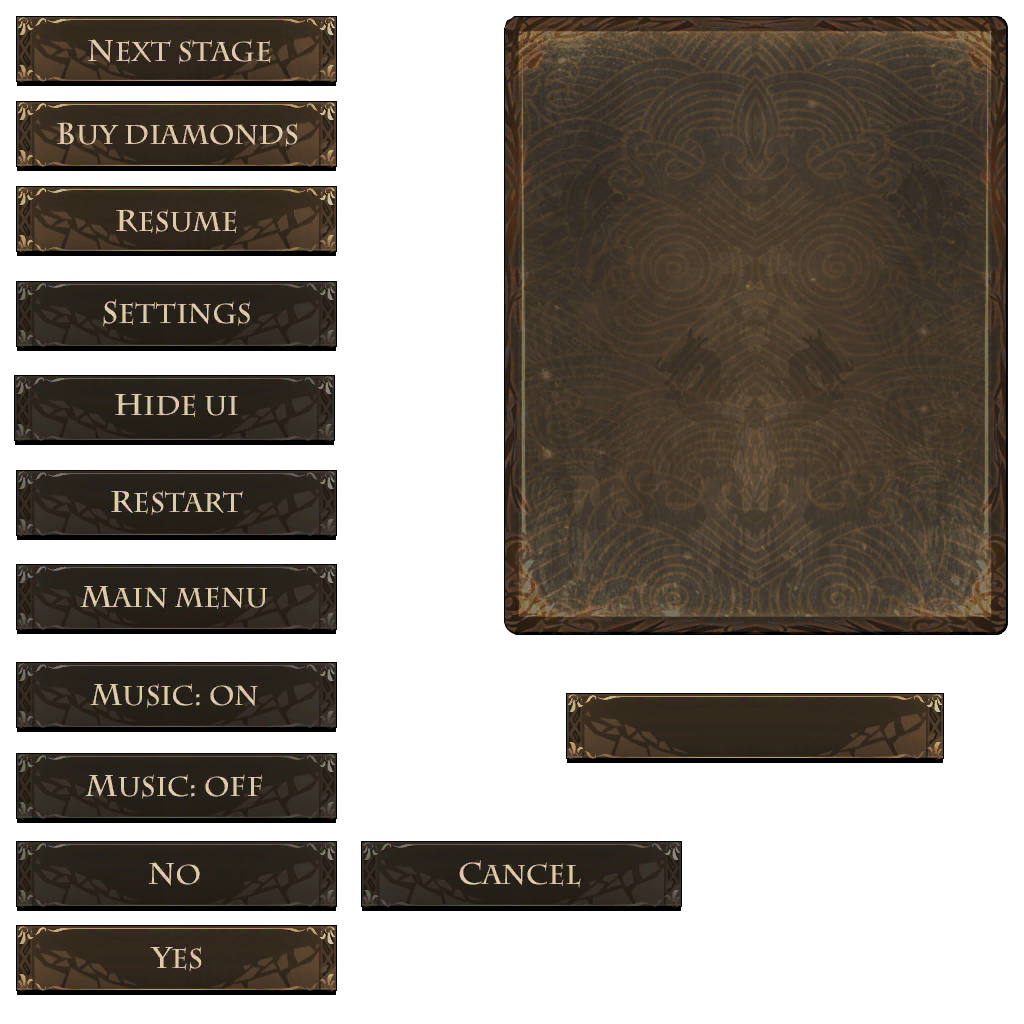 Next stage
Buy diamonds
Resume
Settings
Hide ui
Restart
Main menu
Music: on
Music: off
No
Cancel
Yes